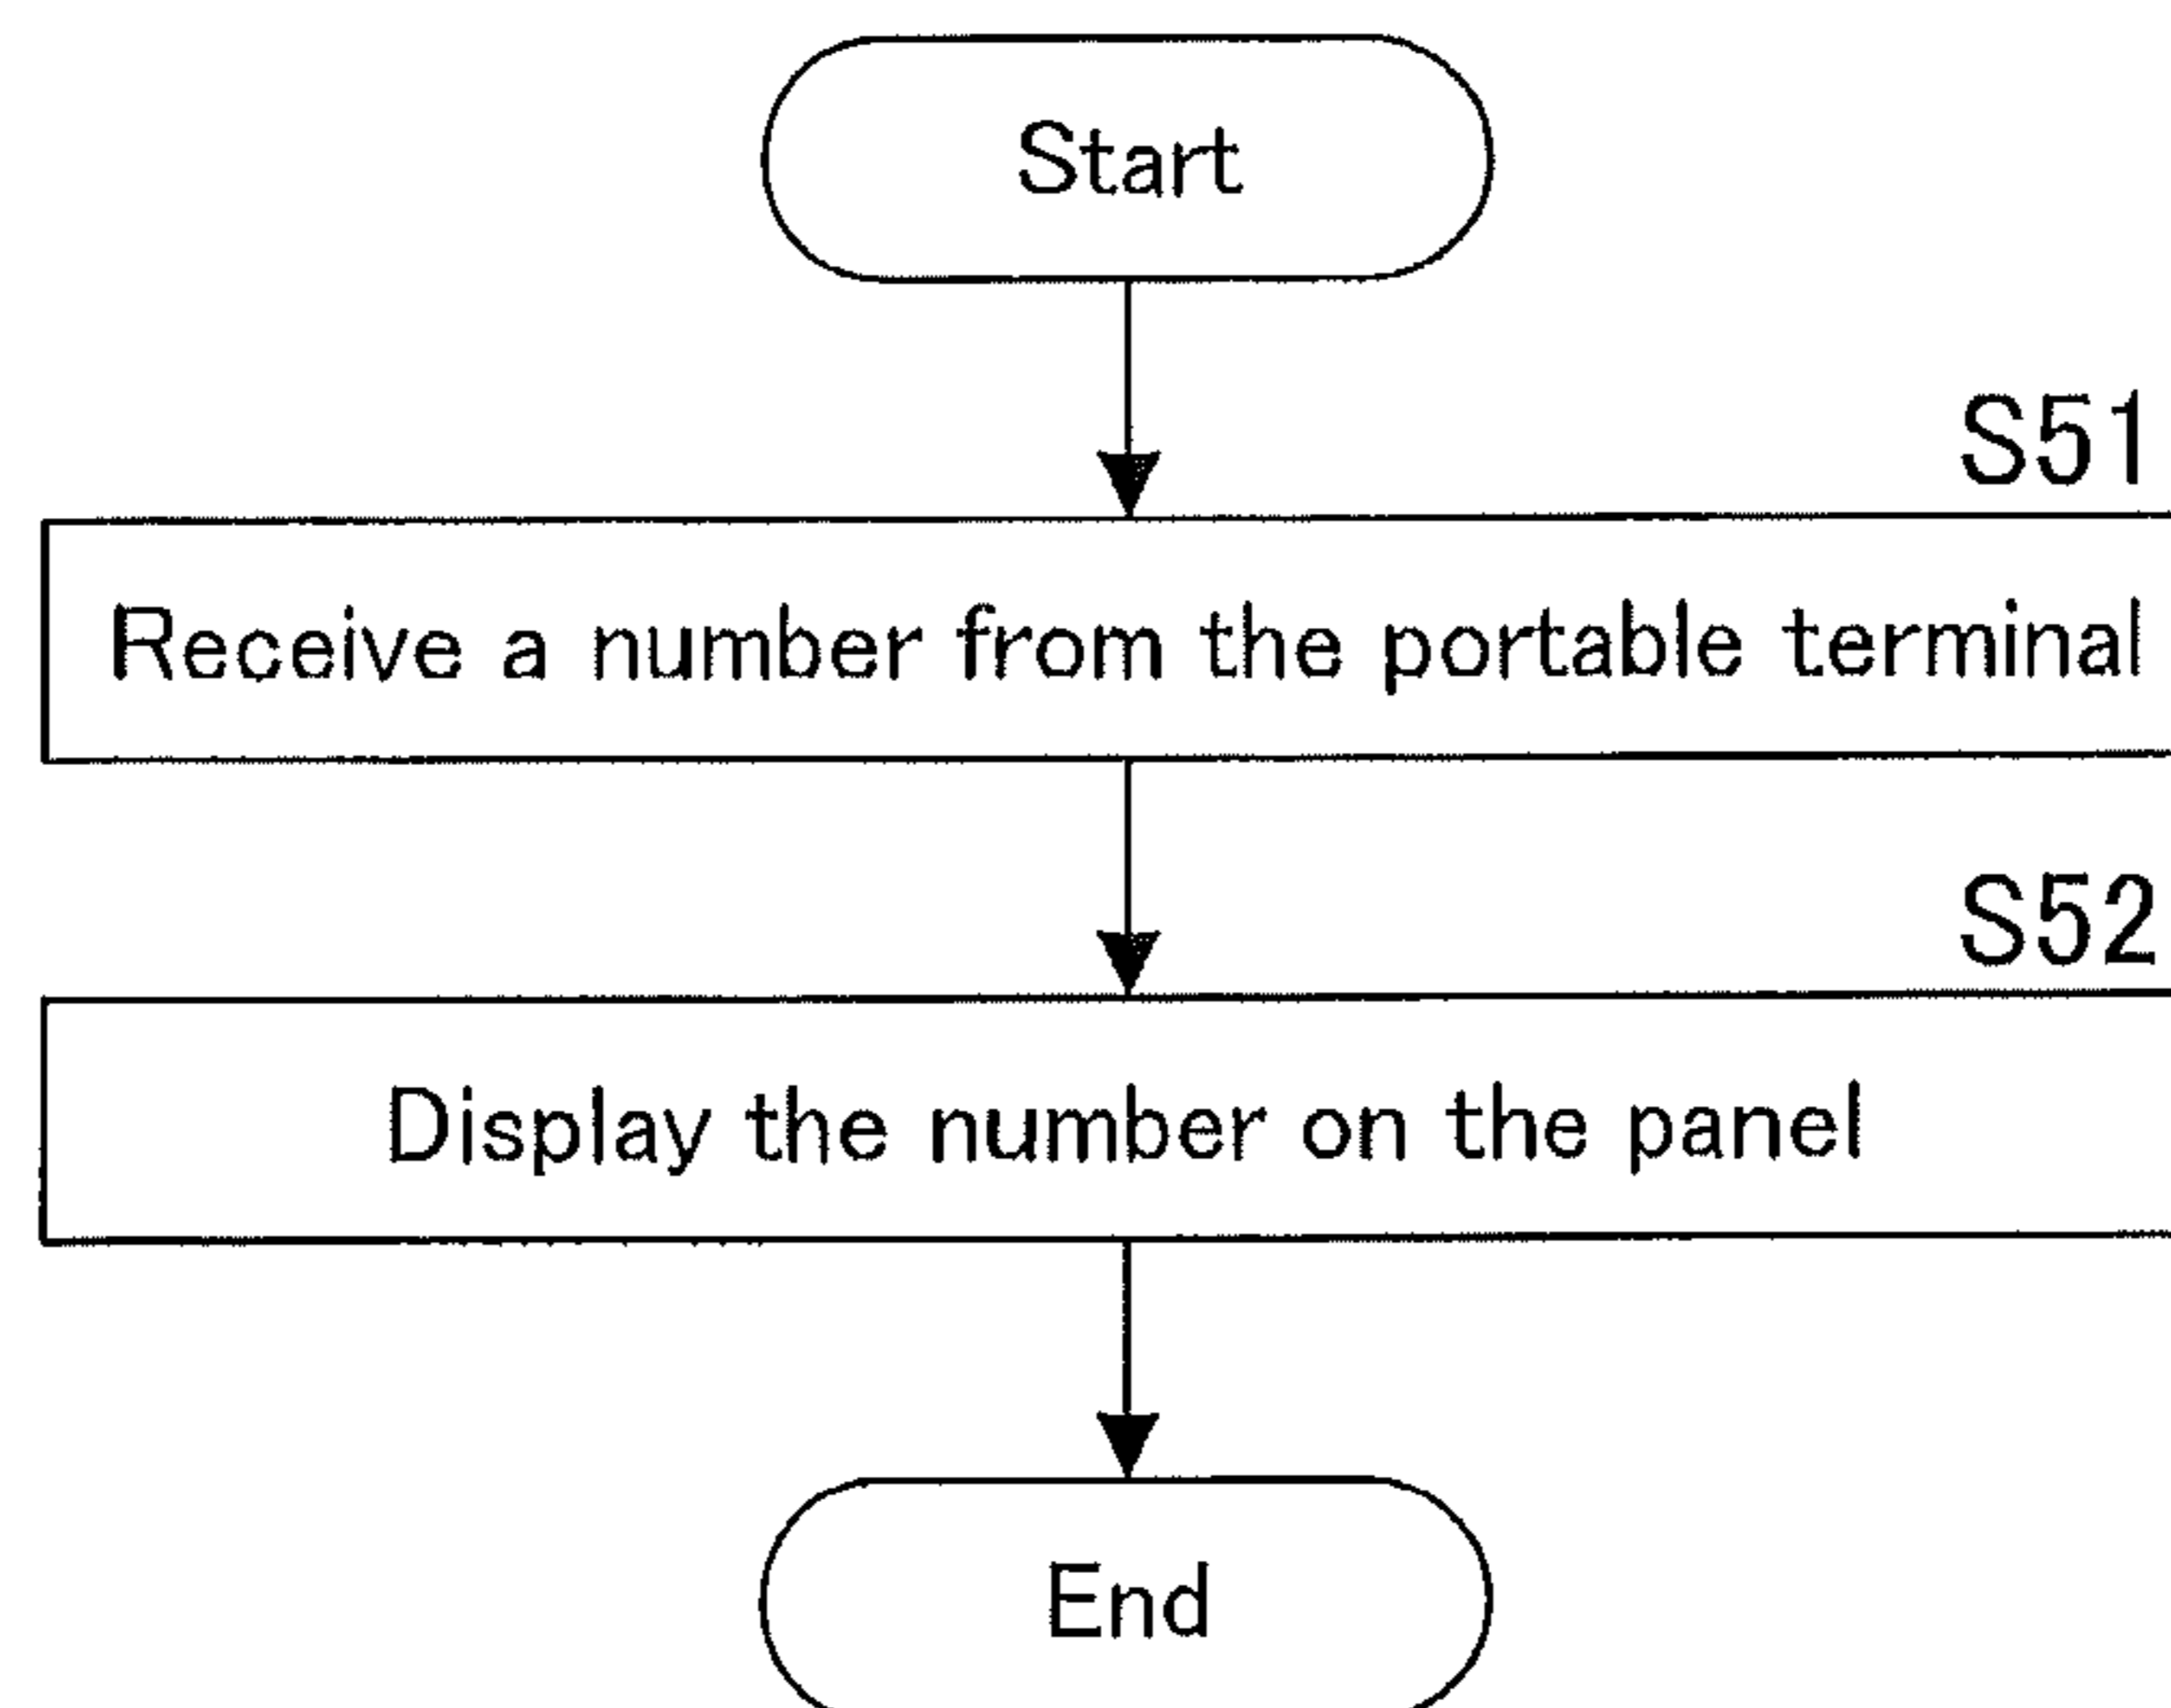 Start
S51
Receive a number from the portable terminal
S52
Display the number on the panel
End